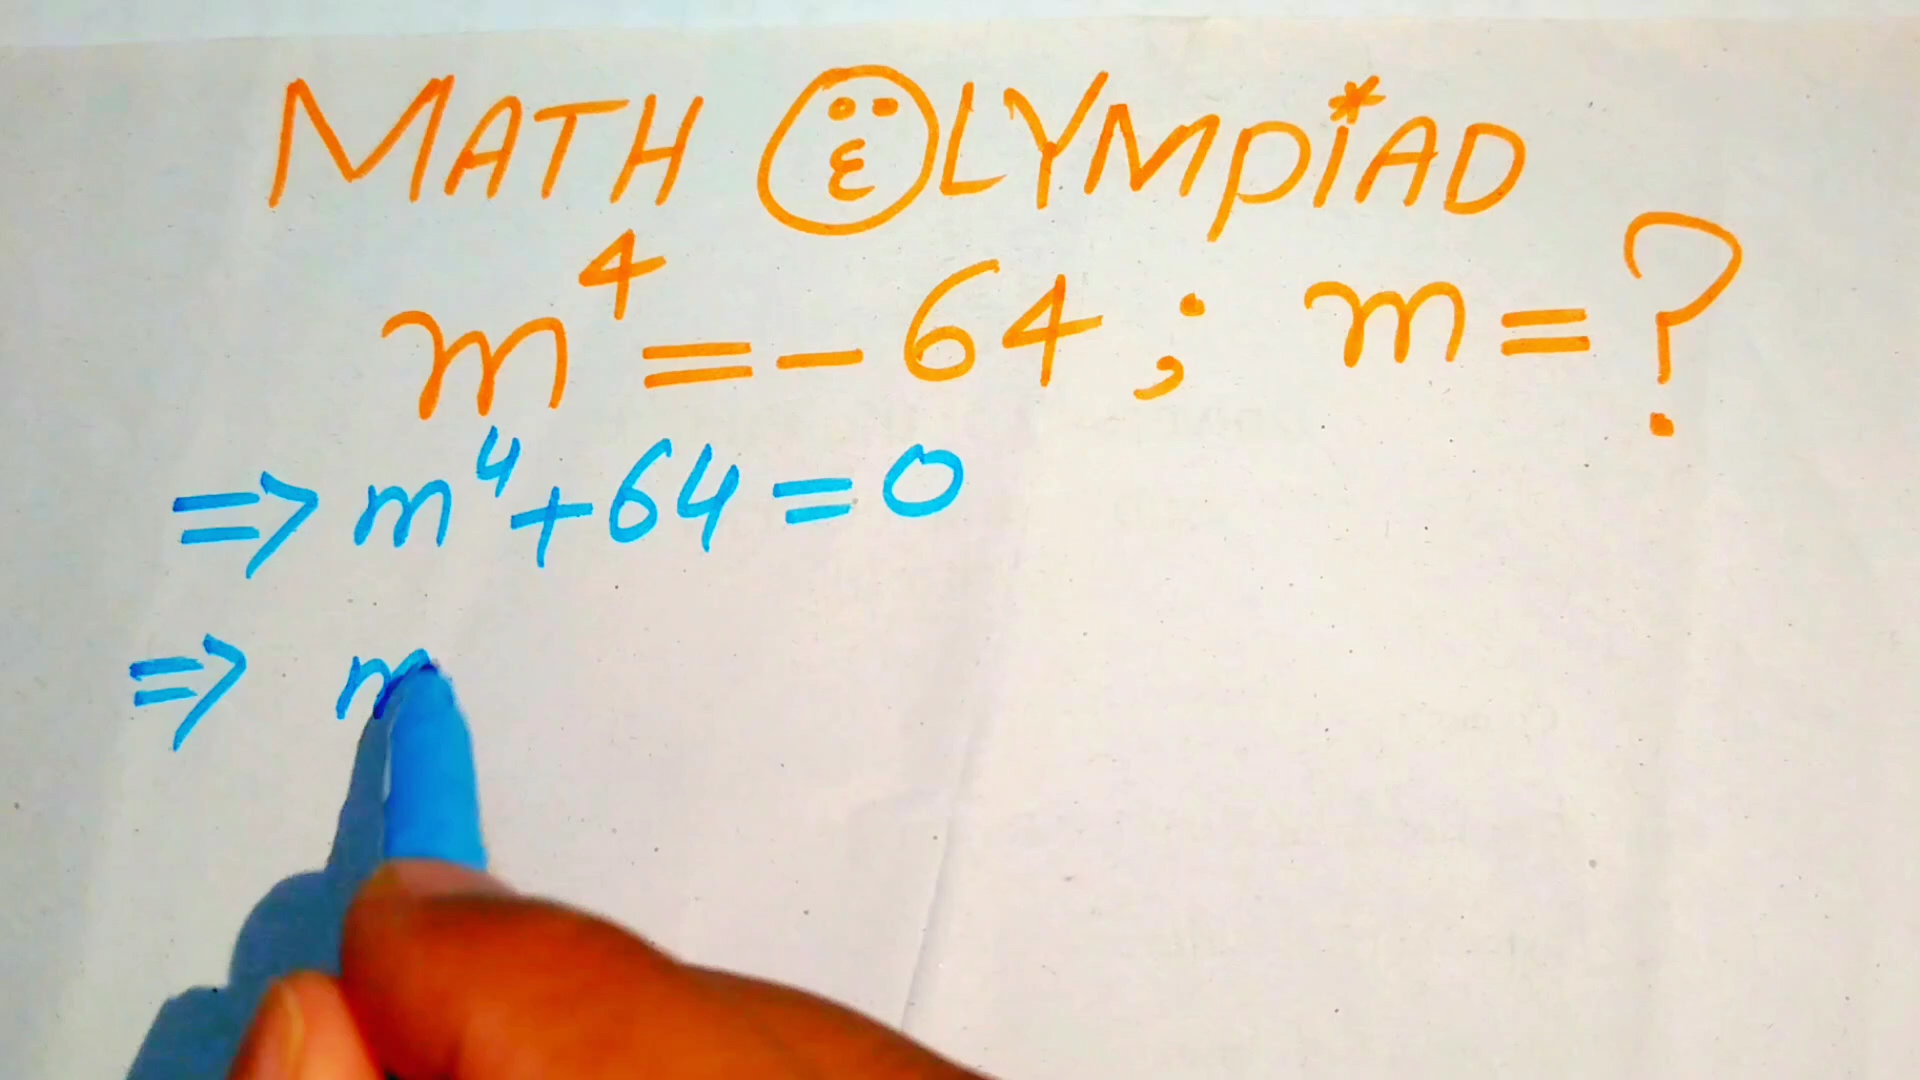 MATH OLYMPIAD
m⁴ = -64 ; m = ?
⇒ m⁴ + 64 = 0
⇒ m